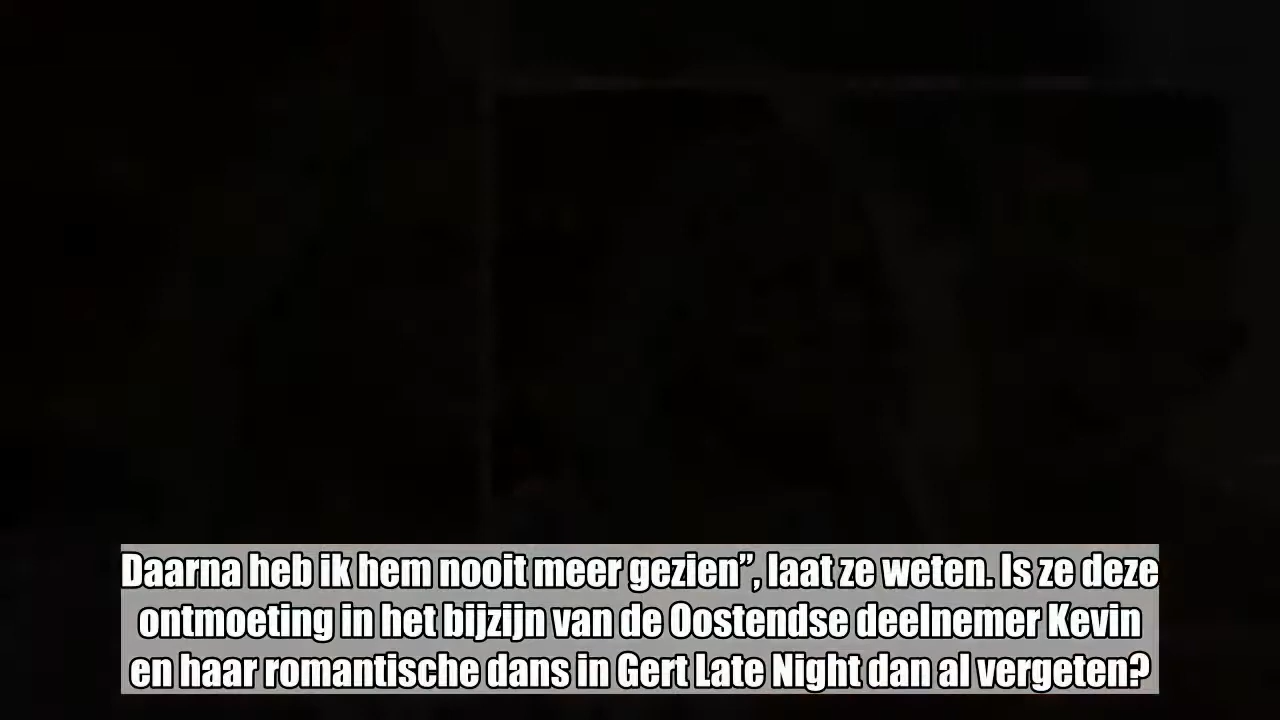 Daarna heb ik hem nooit meer gezien”, laat ze weten. Is ze deze
ontmoeting in het bijzijn van de Oostendse deelnemer Kevin
en haar romantische dans in Gert Late Night dan al vergeten?